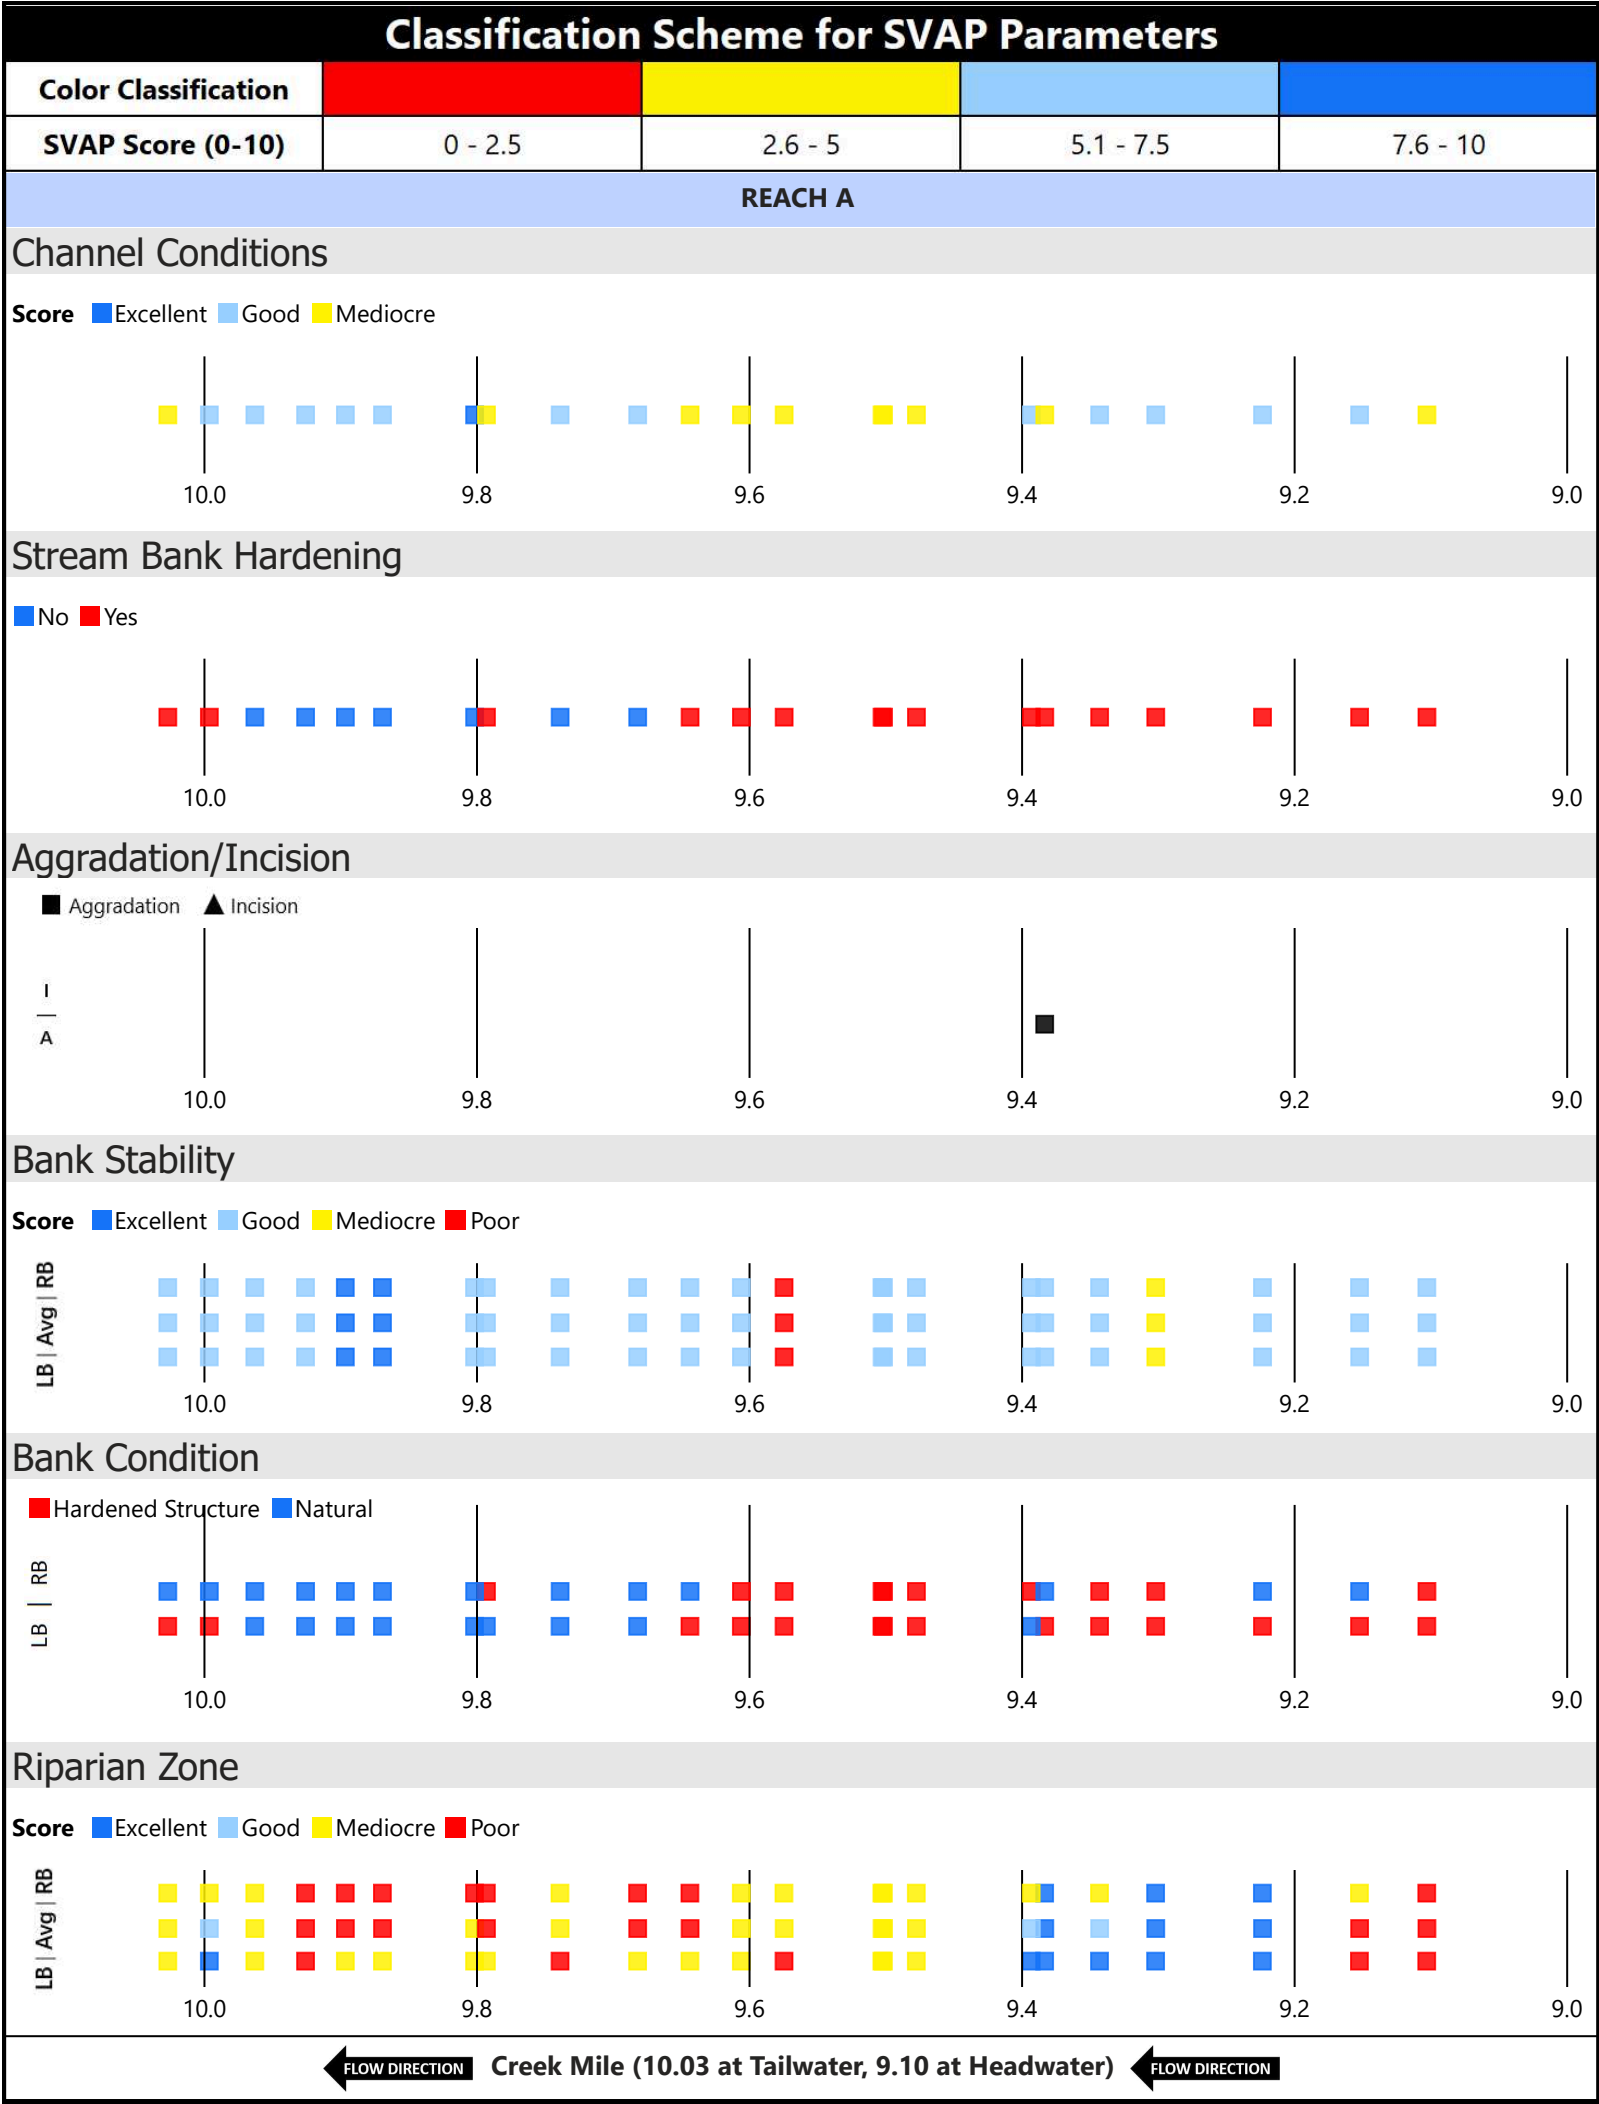 Classification Scheme for SVAP Parameters
Color Classification
SVAP Score (0-10) 0 - 2.5 2.6 - 5 5.1 - 7.5 7.6 - 10
REACH A
Channel Conditions
Score Excellent Good Mediocre
10.0 9.8 9.6 9.4 9.2 9.0
Stream Bank Hardening
No Yes
10.0 9.8 9.6 9.4 9.2 9.0
Aggradation/Incision
Aggradation Incision
I
A
10.0 9.8 9.6 9.4 9.2 9.0
Bank Stability
Score Excellent Good Mediocre Poor
LB | Avg | RB
10.0 9.8 9.6 9.4 9.2 9.0
Bank Condition
Hardened Structure Natural
LB | RB
10.0 9.8 9.6 9.4 9.2 9.0
Riparian Zone
Score Excellent Good Mediocre Poor
LB | Avg | RB
10.0 9.8 9.6 9.4 9.2 9.0
FLOW DIRECTION Creek Mile (10.03 at Tailwater, 9.10 at Headwater) FLOW DIRECTION